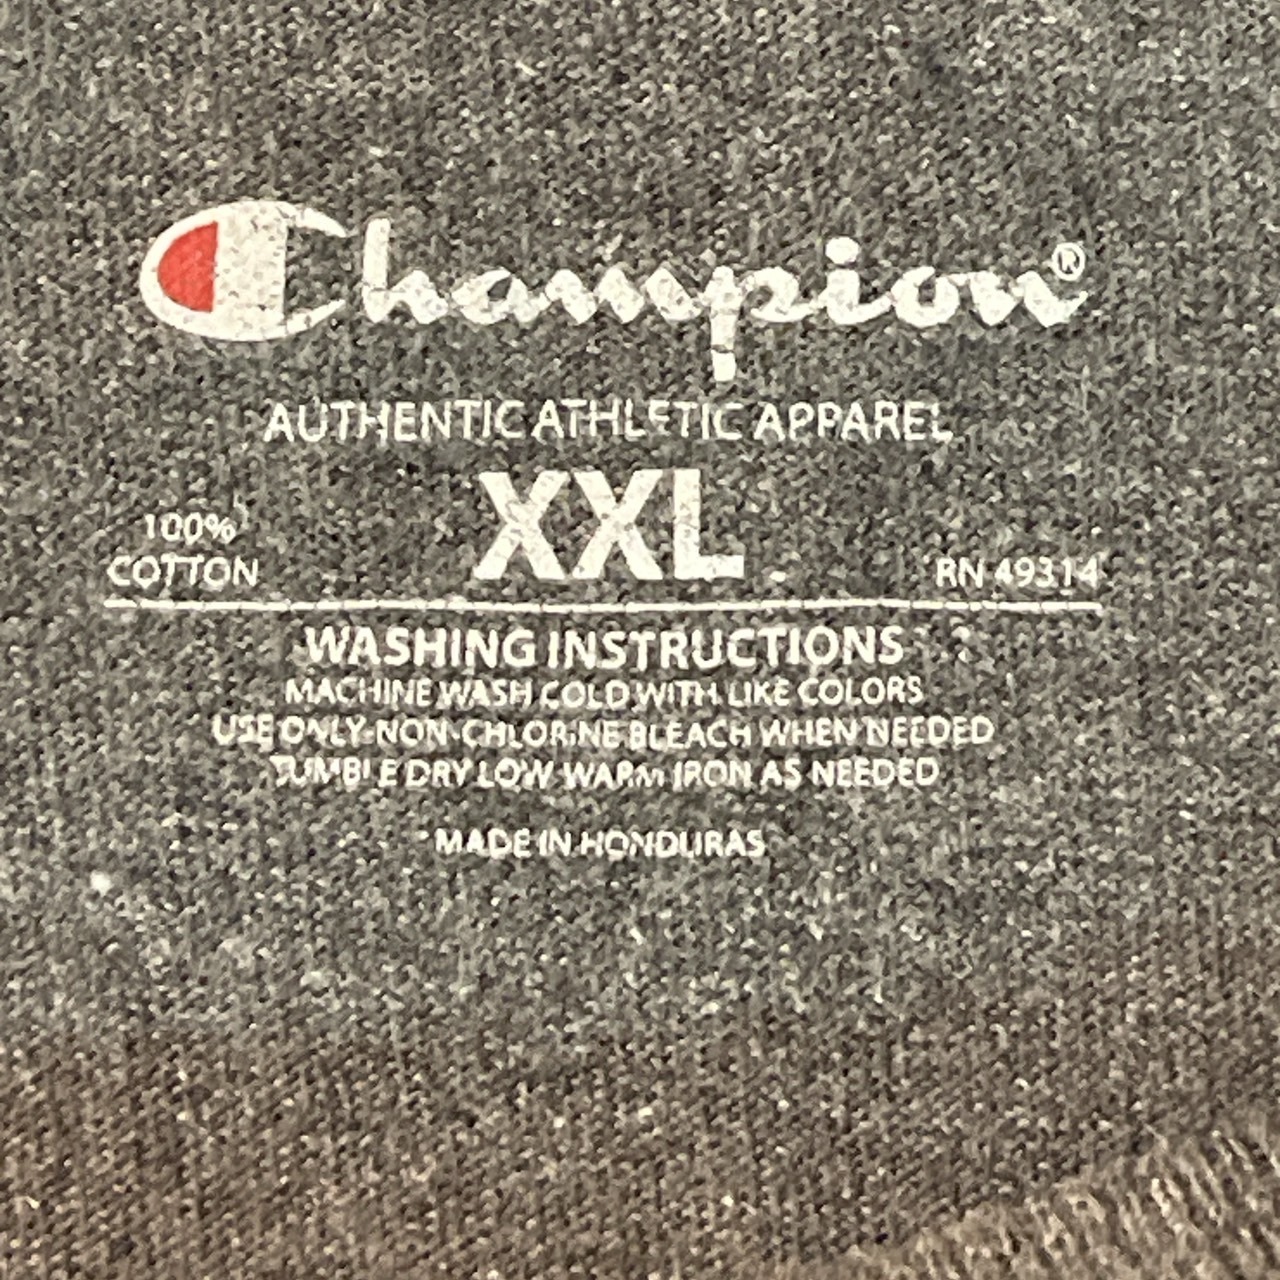 Champion®
AUTHENTIC ATHLETIC APPAREL
XXL
100%
COTTON
RN 49314
WASHING INSTRUCTIONS
MACHINE WASH COLD WITH LIKE COLORS
USE ONLY NON-CHLORINE BLEACH WHEN NEEDED
TUMBLE DRY LOW WARM IRON AS NEEDED
MADE IN HONDURAS